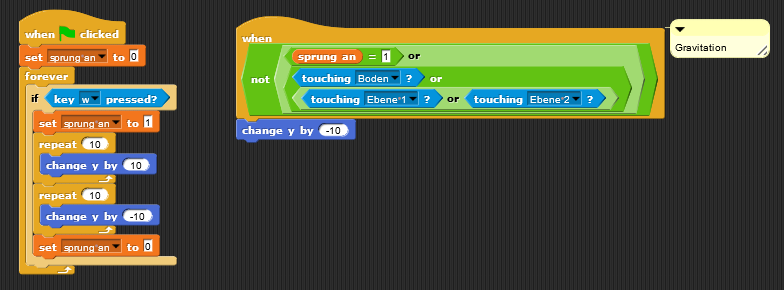 when clicked
set sprung an to 0
forever
if key w pressed?
set sprung an to 1
repeat 10
change y by 10
repeat 10
change y by -10
set sprung an to 0
when
sprung an = 1 or
not touching Boden ? or
touching Ebene 1 ? or touching Ebene 2 ?
change y by -10
Gravitation